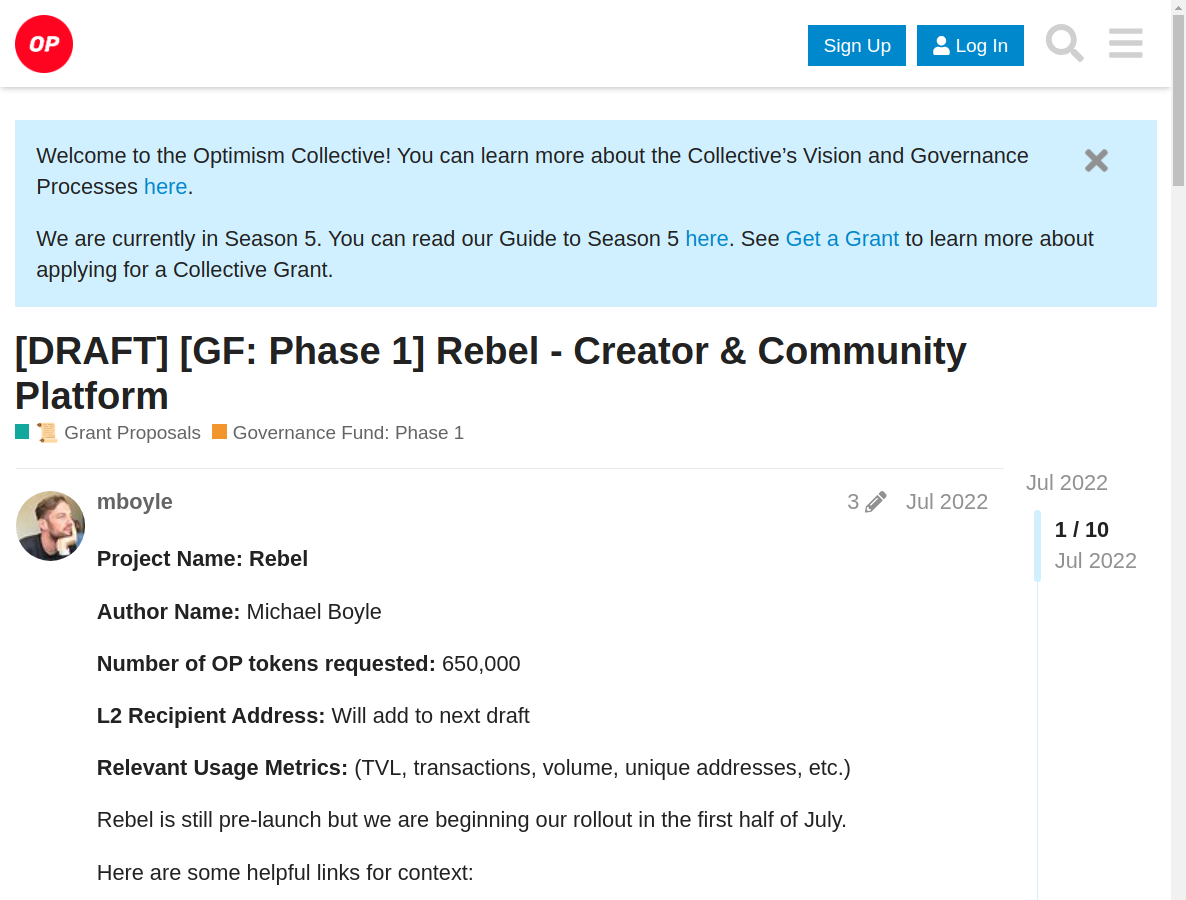 OP
Sign Up
Log In
Welcome to the Optimism Collective! You can learn more about the Collective’s Vision and Governance
Processes here.
We are currently in Season 5. You can read our Guide to Season 5 here. See Get a Grant to learn more about
applying for a Collective Grant.
[DRAFT] [GF: Phase 1] Rebel - Creator & Community
Platform
📜 Grant Proposals Governance Fund: Phase 1
Jul 2022
mboyle 3 Jul 2022
1 / 10
Jul 2022
Project Name: Rebel
Author Name: Michael Boyle
Number of OP tokens requested: 650,000
L2 Recipient Address: Will add to next draft
Relevant Usage Metrics: (TVL, transactions, volume, unique addresses, etc.)
Rebel is still pre-launch but we are beginning our rollout in the first half of July.
Here are some helpful links for context: